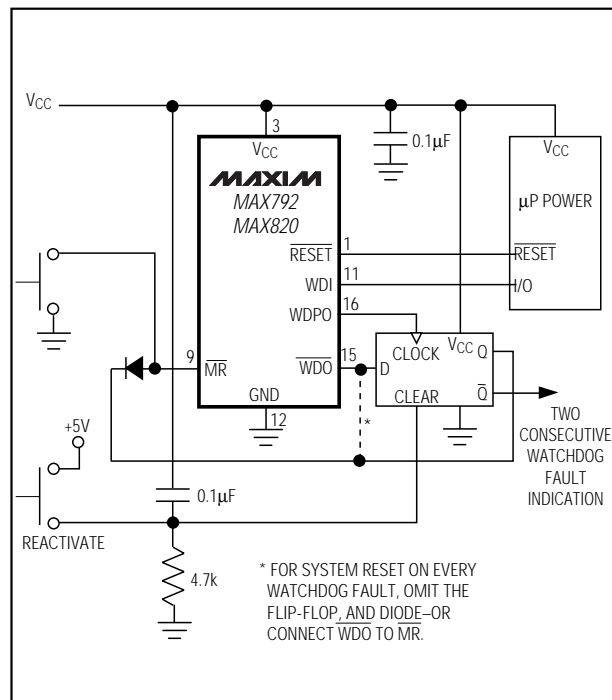 VCC
3
VCC
0.1μF
VCC
MAXIM
MAX792
MAX820
μP POWER
RESET
1
RESET
WDI
11
I/O
WDPO
16
9
MR
WDO
15
D
CLOCK
VCC
Q
CLEAR
Q
GND
12
*
TWO
CONSECUTIVE
WATCHDOG
FAULT
INDICATION
+5V
0.1μF
REACTIVATE
4.7k
* FOR SYSTEM RESET ON EVERY
WATCHDOG FAULT, OMIT THE
FLIP-FLOP, AND DIODE–OR
CONNECT WDO TO MR.